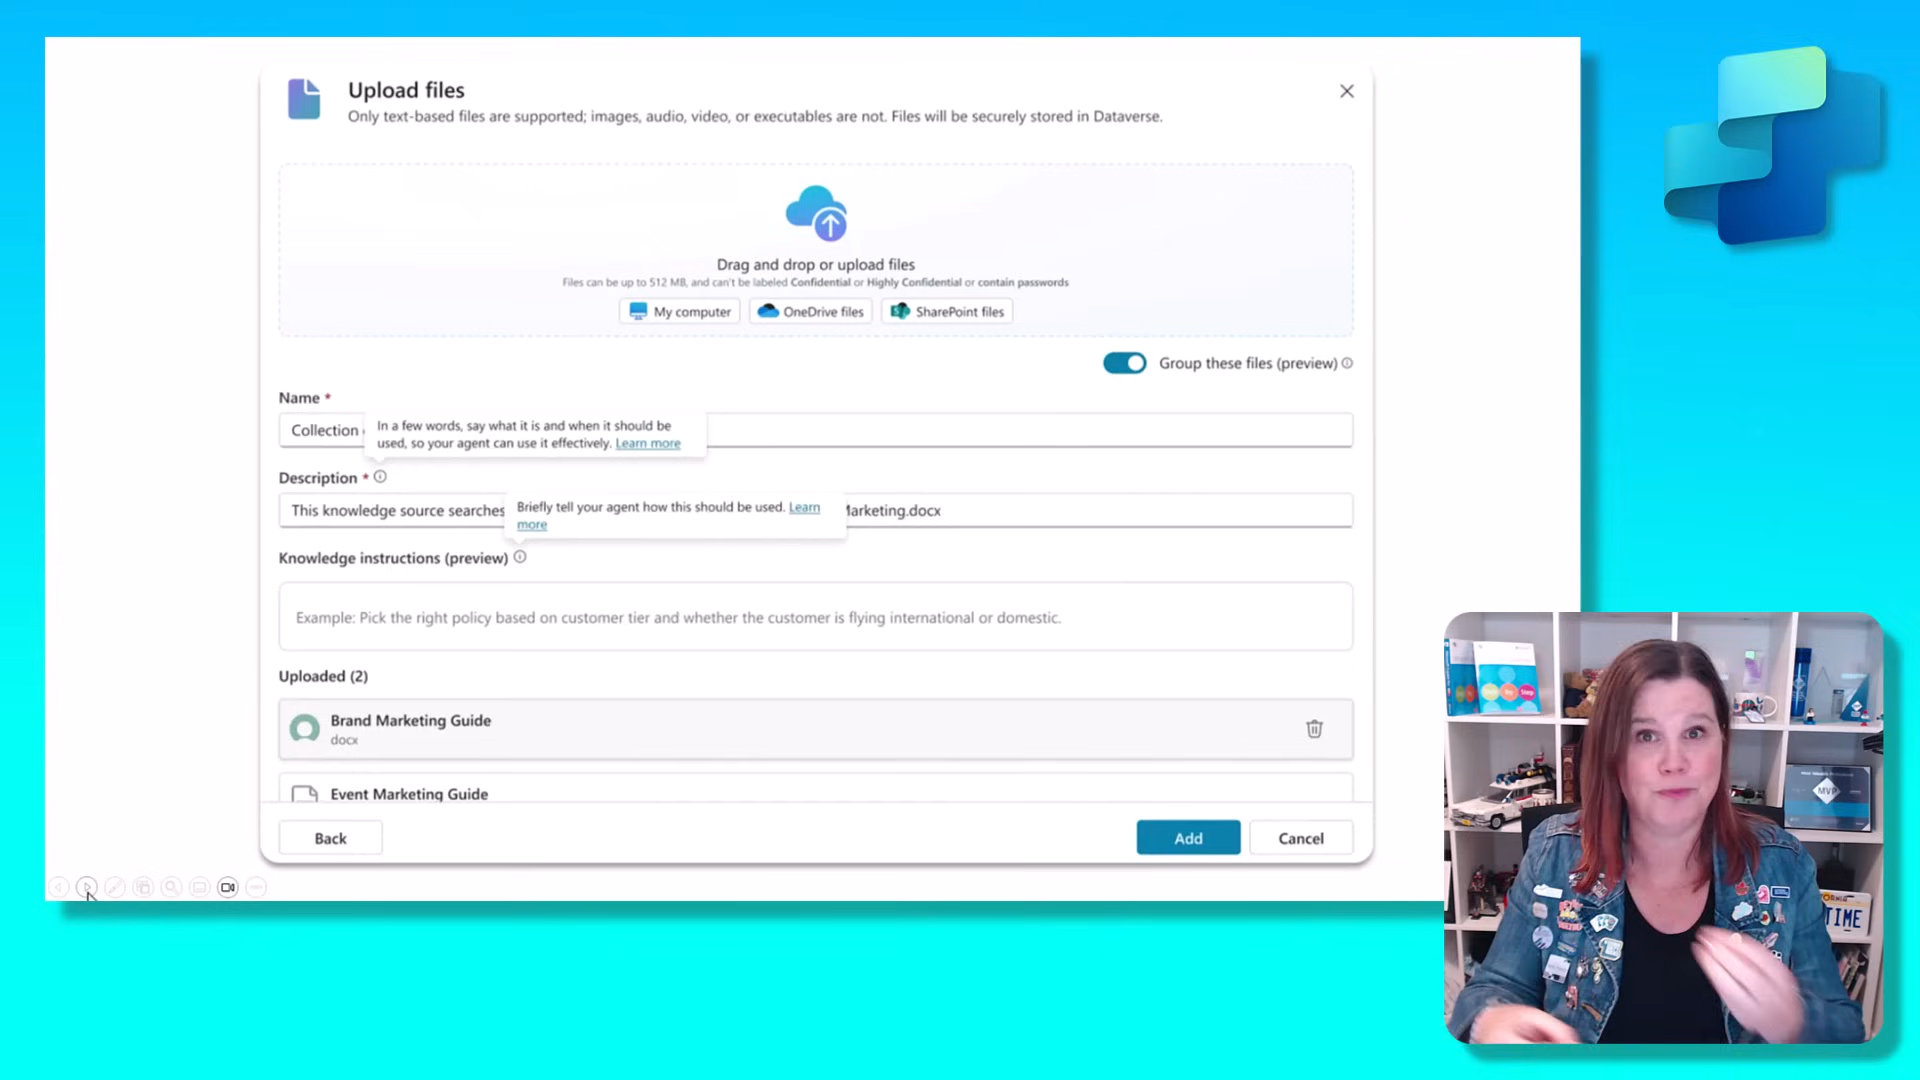 Upload files
Only text-based files are supported; images, audio, video, or executables are not. Files will be securely stored in Dataverse.
Drag and drop or upload files
Files can be up to 512 MB, and can't be labeled Confidential or Highly Confidential or contain passwords
My computer
OneDrive files
SharePoint files
Group these files (preview)
Name *
Collection
In a few words, say what it is and when it should be
used, so your agent can use it effectively. Learn more
Description *
This knowledge source searches
Briefly tell your agent how this should be used. Learn
more
Marketing.docx
Knowledge instructions (preview)
Example: Pick the right policy based on customer tier and whether the customer is flying international or domestic.
Uploaded (2)
Brand Marketing Guide
docx
Event Marketing Guide
Back
Add
Cancel
MVP
TIME